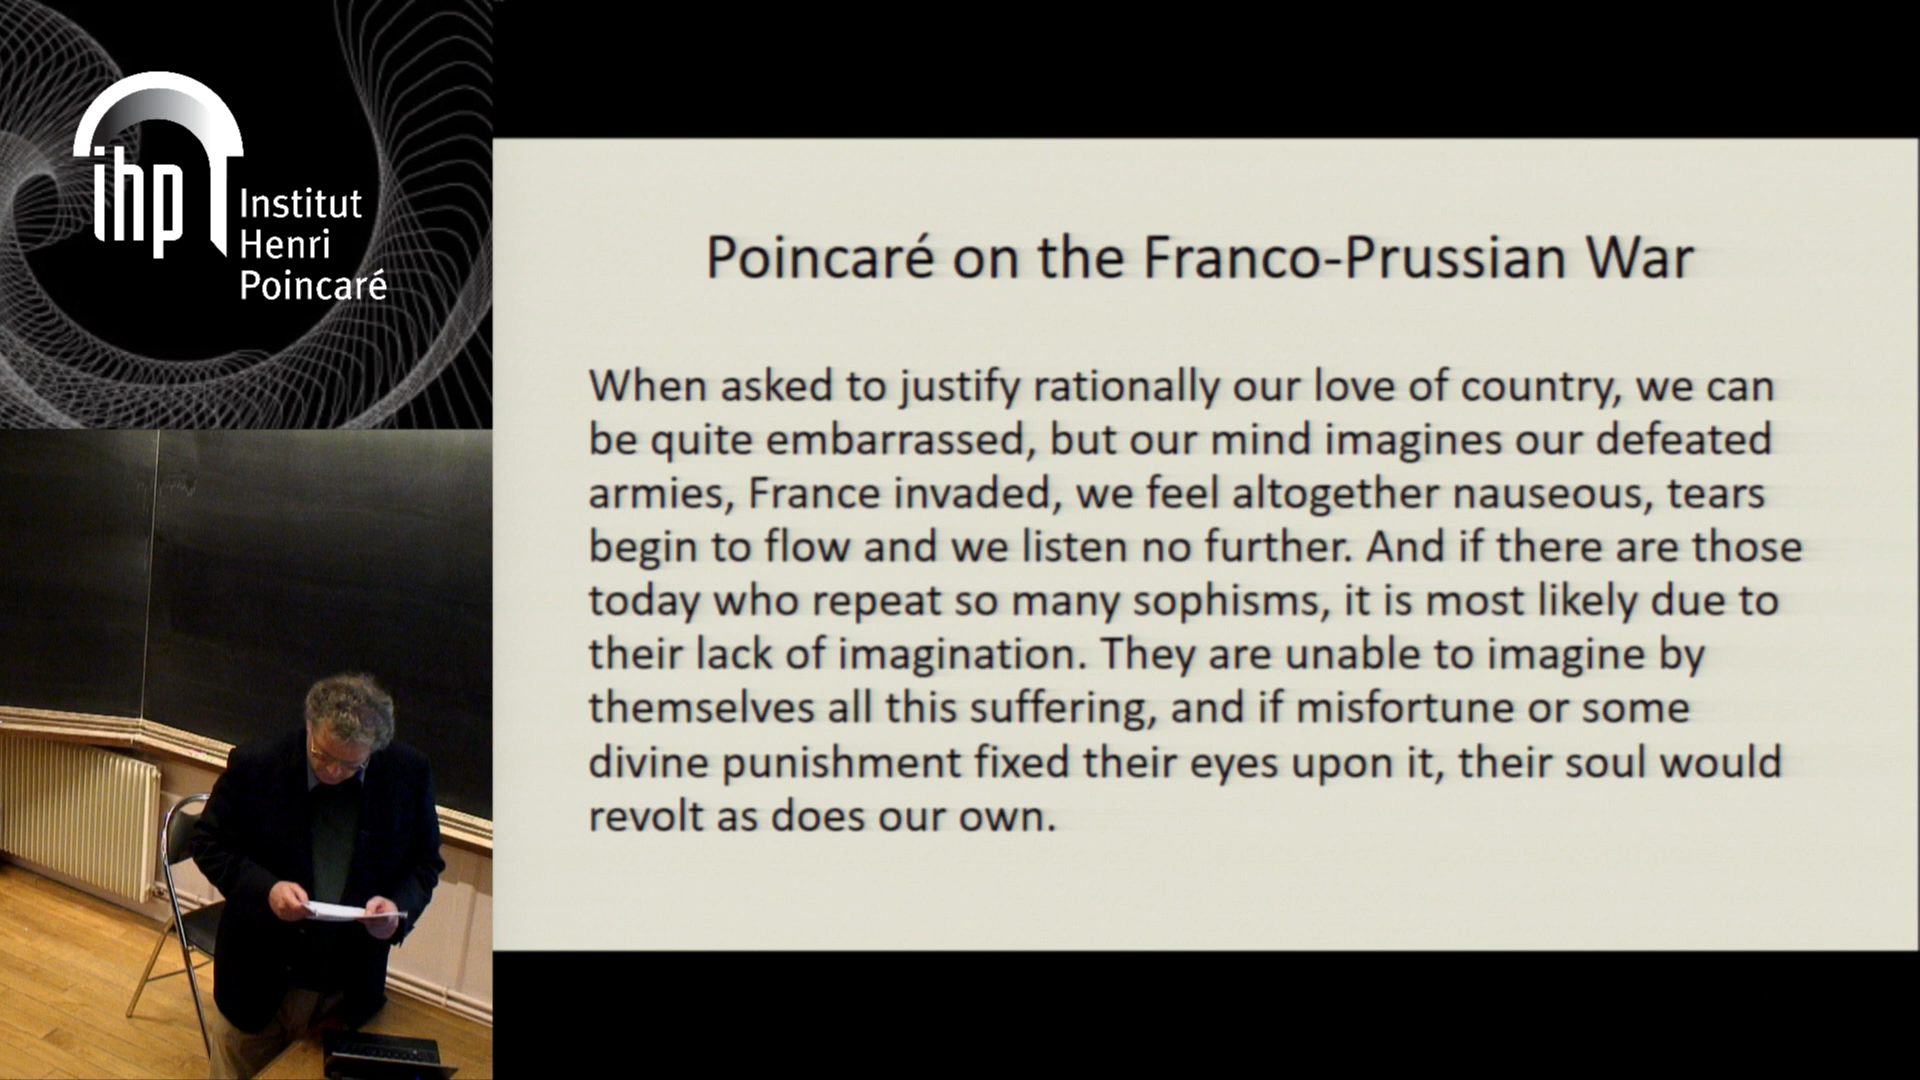 ihp
Institut
Henri
Poincaré
Poincaré on the Franco-Prussian War
When asked to justify rationally our love of country, we can
be quite embarrassed, but our mind imagines our defeated
armies, France invaded, we feel altogether nauseous, tears
begin to flow and we listen no further. And if there are those
today who repeat so many sophisms, it is most likely due to
their lack of imagination. They are unable to imagine by
themselves all this suffering, and if misfortune or some
divine punishment fixed their eyes upon it, their soul would
revolt as does our own.